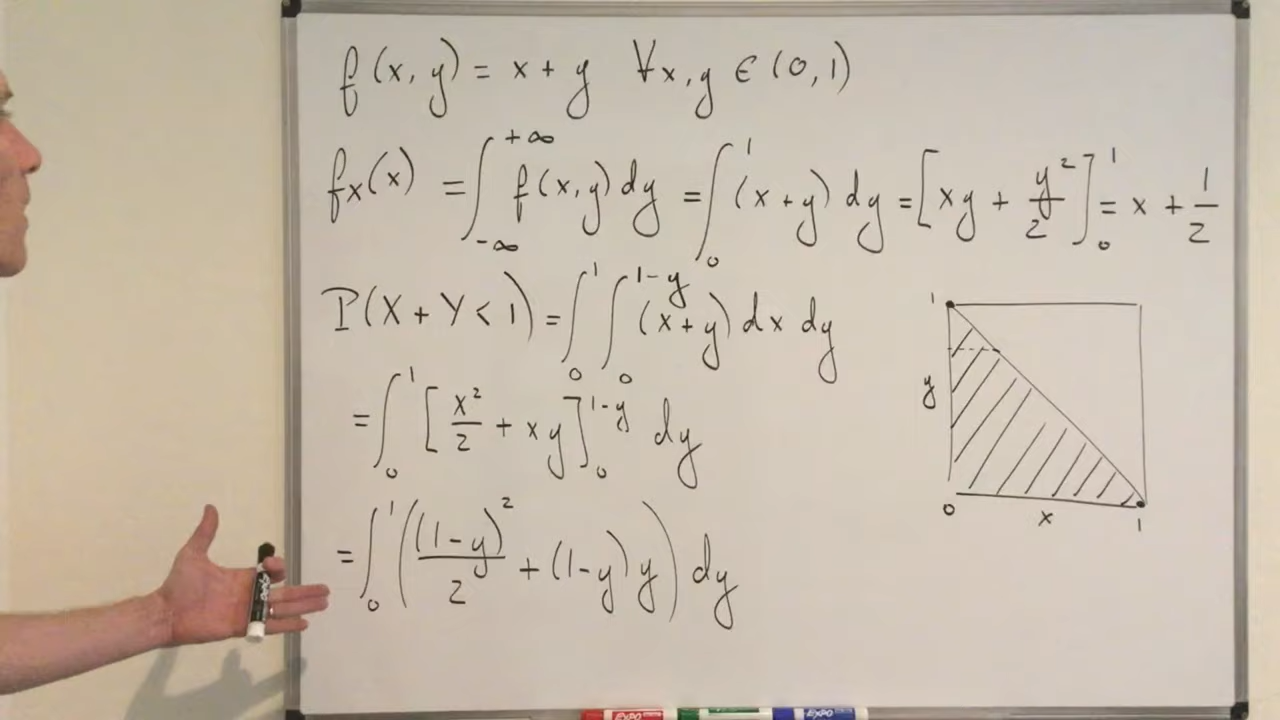 f(x,y) = x + y ∀x,y ∈ (0,1)
fx(x) = ∫_{-∞}^{+∞} f(x,y) dy = ∫_0^1 (x+y) dy = [xy + y²/2]_0^1 = x + 1/2
P(X + Y < 1) = ∫_0^1 ∫_0^{1-y} (x+y) dx dy
= ∫_0^1 [x²/2 + xy]_0^{1-y} dy
= ∫_0^1 ((1-y)²/2 + (1-y)y) dy
1
y
0 x 1
EXPO
EXPO
EXPO
EXPO